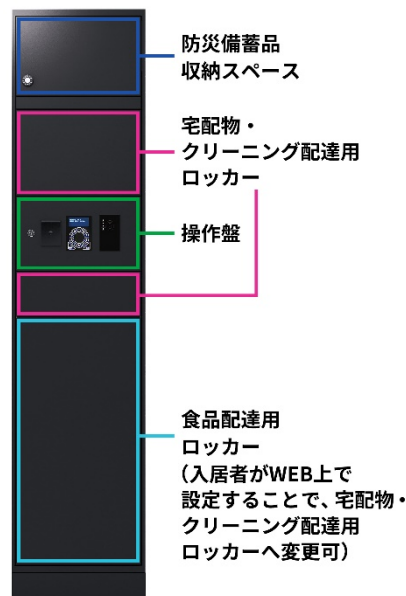 防災備蓄品
収納スペース
宅配物・
クリーニング配達用
ロッカー
操作盤
食品配達用
ロッカー
(入居者がWEB上で
設定することで、宅配物・
クリーニング配達用
ロッカーへ変更可)